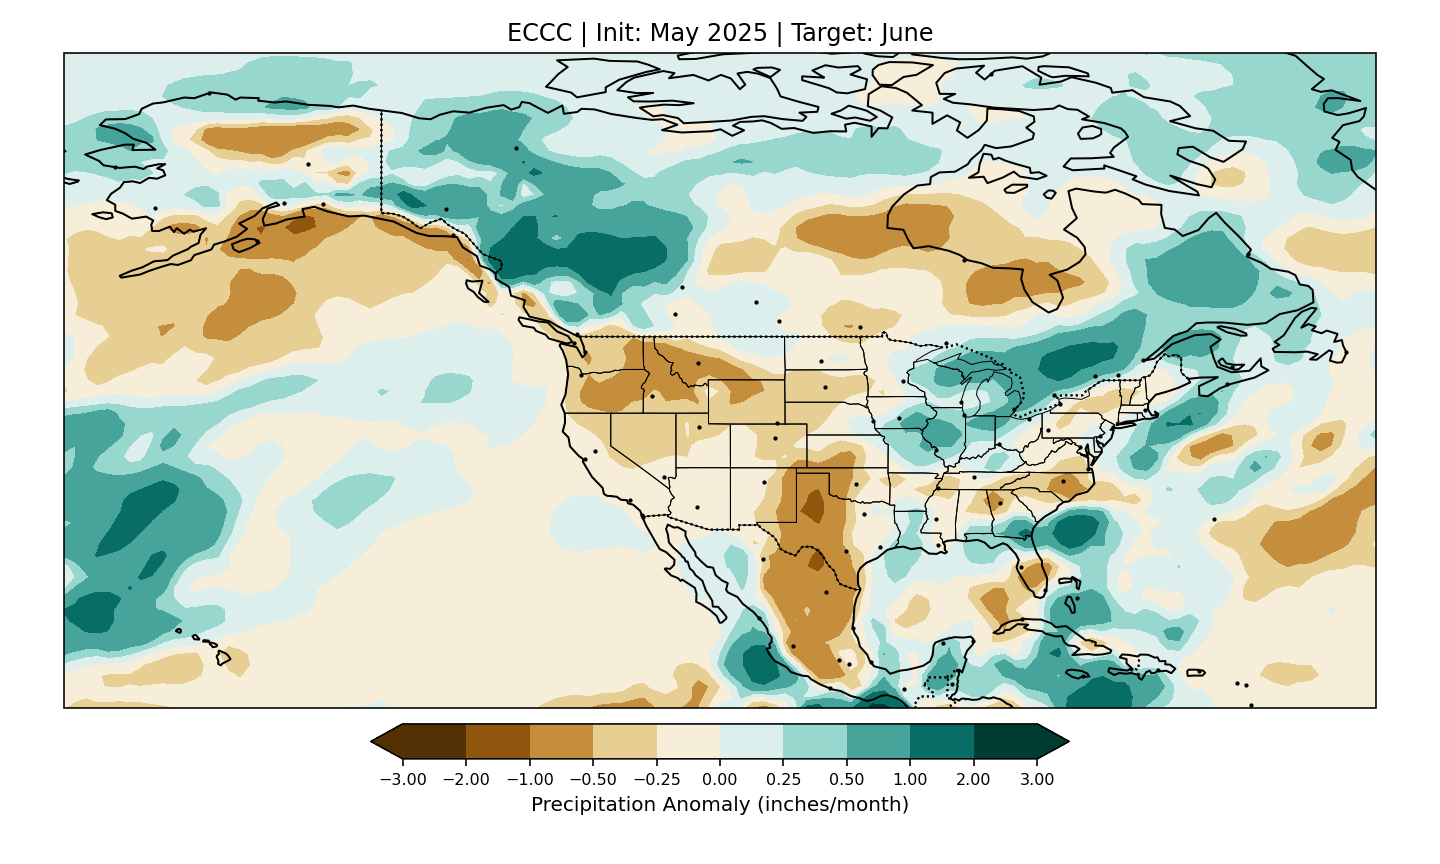 ECCC | Init: May 2025 | Target: June
−3.00 −2.00 −1.00 −0.50 −0.25 0.00 0.25 0.50 1.00 2.00 3.00
Precipitation Anomaly (inches/month)